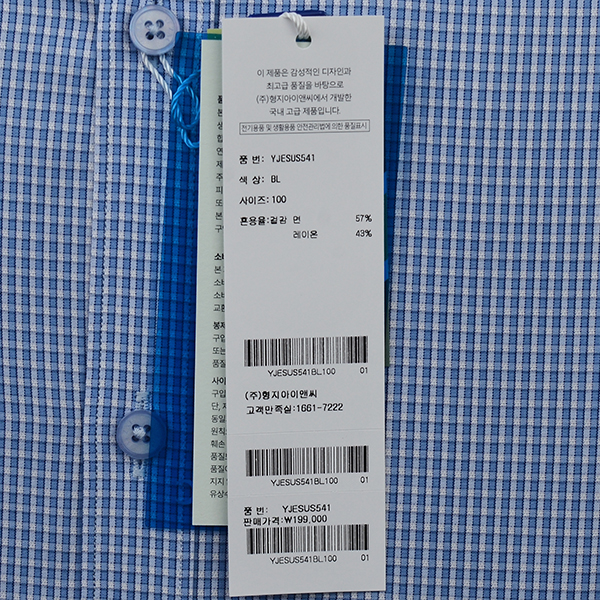 이 제품은 감성적인 디자인과
최고급 품질을 바탕으로
(주)형지아이앤씨에서 개발한
국내 고급 제품입니다.
전기용품 및 생활용품 안전관리법에 의한 품질표시
품 번: YJESUS541
색 상: BL
사이즈: 100
혼용율:겉감 면 57%
레이온 43%
YJESUS541BL100 01
(주)형지아이앤씨
고객만족실:1661-7222
YJESUS541BL100 01
품 번: YJESUS541
판매가격:₩199,000
YJESUS541BL100 01